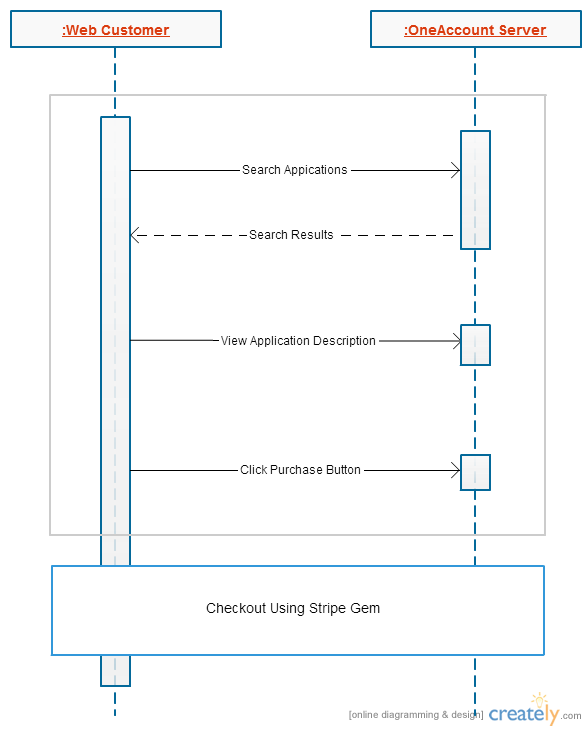 :Web Customer
:OneAccount Server
Search Appications
Search Results
View Application Description
Click Purchase Button
Checkout Using Stripe Gem
[online diagramming & design] creately.com